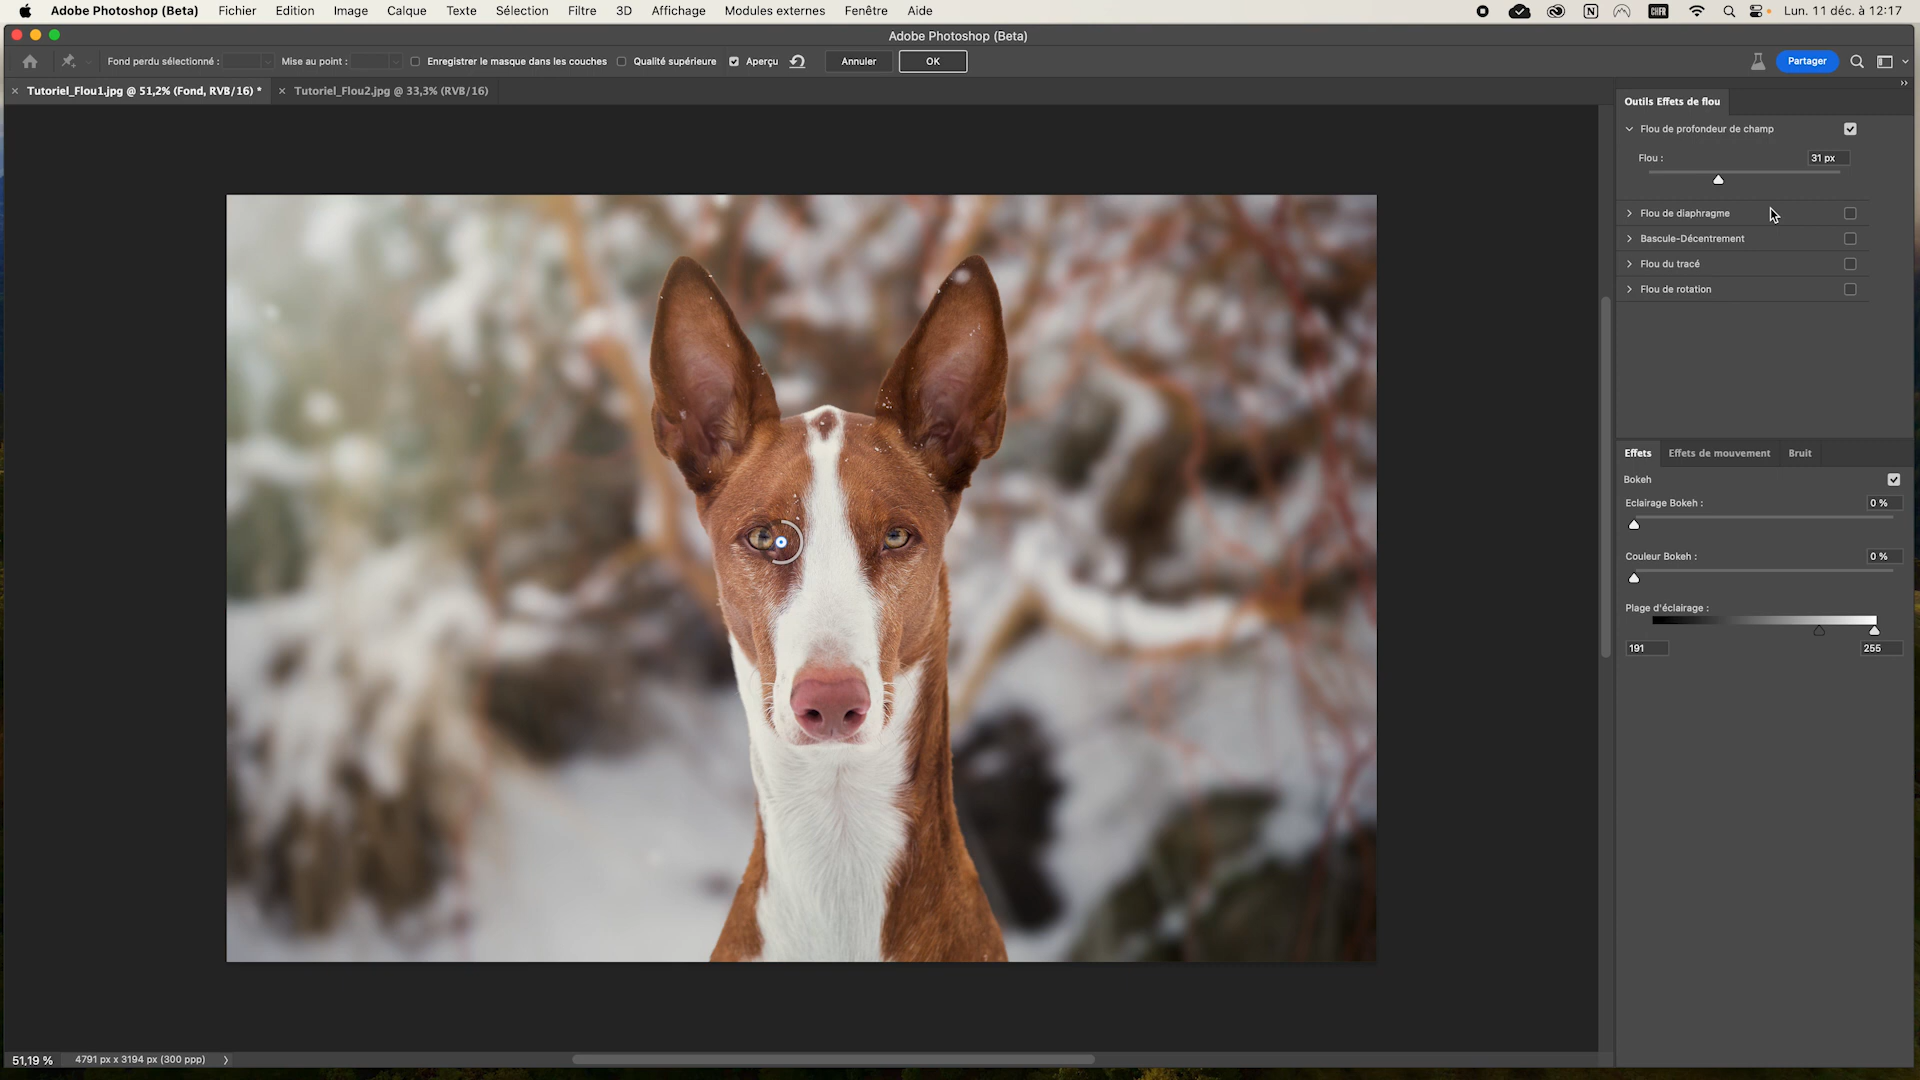 Adobe Photoshop (Beta) Fichier Edition Image Calque Texte Sélection Filtre 3D Affichage Modules externes Fenêtre Aide CHFR Lun. 11 déc. à 12:17
Adobe Photoshop (Beta)
Fond perdu sélectionné : Mise au point : Enregistrer le masque dans les couches Qualité supérieure Aperçu Annuler OK Partager
Tutoriel_Flou1.jpg @ 51,2% (Fond, RVB/16) * Tutoriel_Flou2.jpg @ 33,3% (RVB/16)
Outils Effets de flou
Flou de profondeur de champ
Flou : 31 px
Flou de diaphragme
Bascule-Décentrement
Flou du tracé
Flou de rotation
Effets Effets de mouvement Bruit
Bokeh
Eclairage Bokeh : 0 %
Couleur Bokeh : 0 %
Plage d'éclairage :
191 255
51,19 % 4791 px x 3194 px (300 ppp)